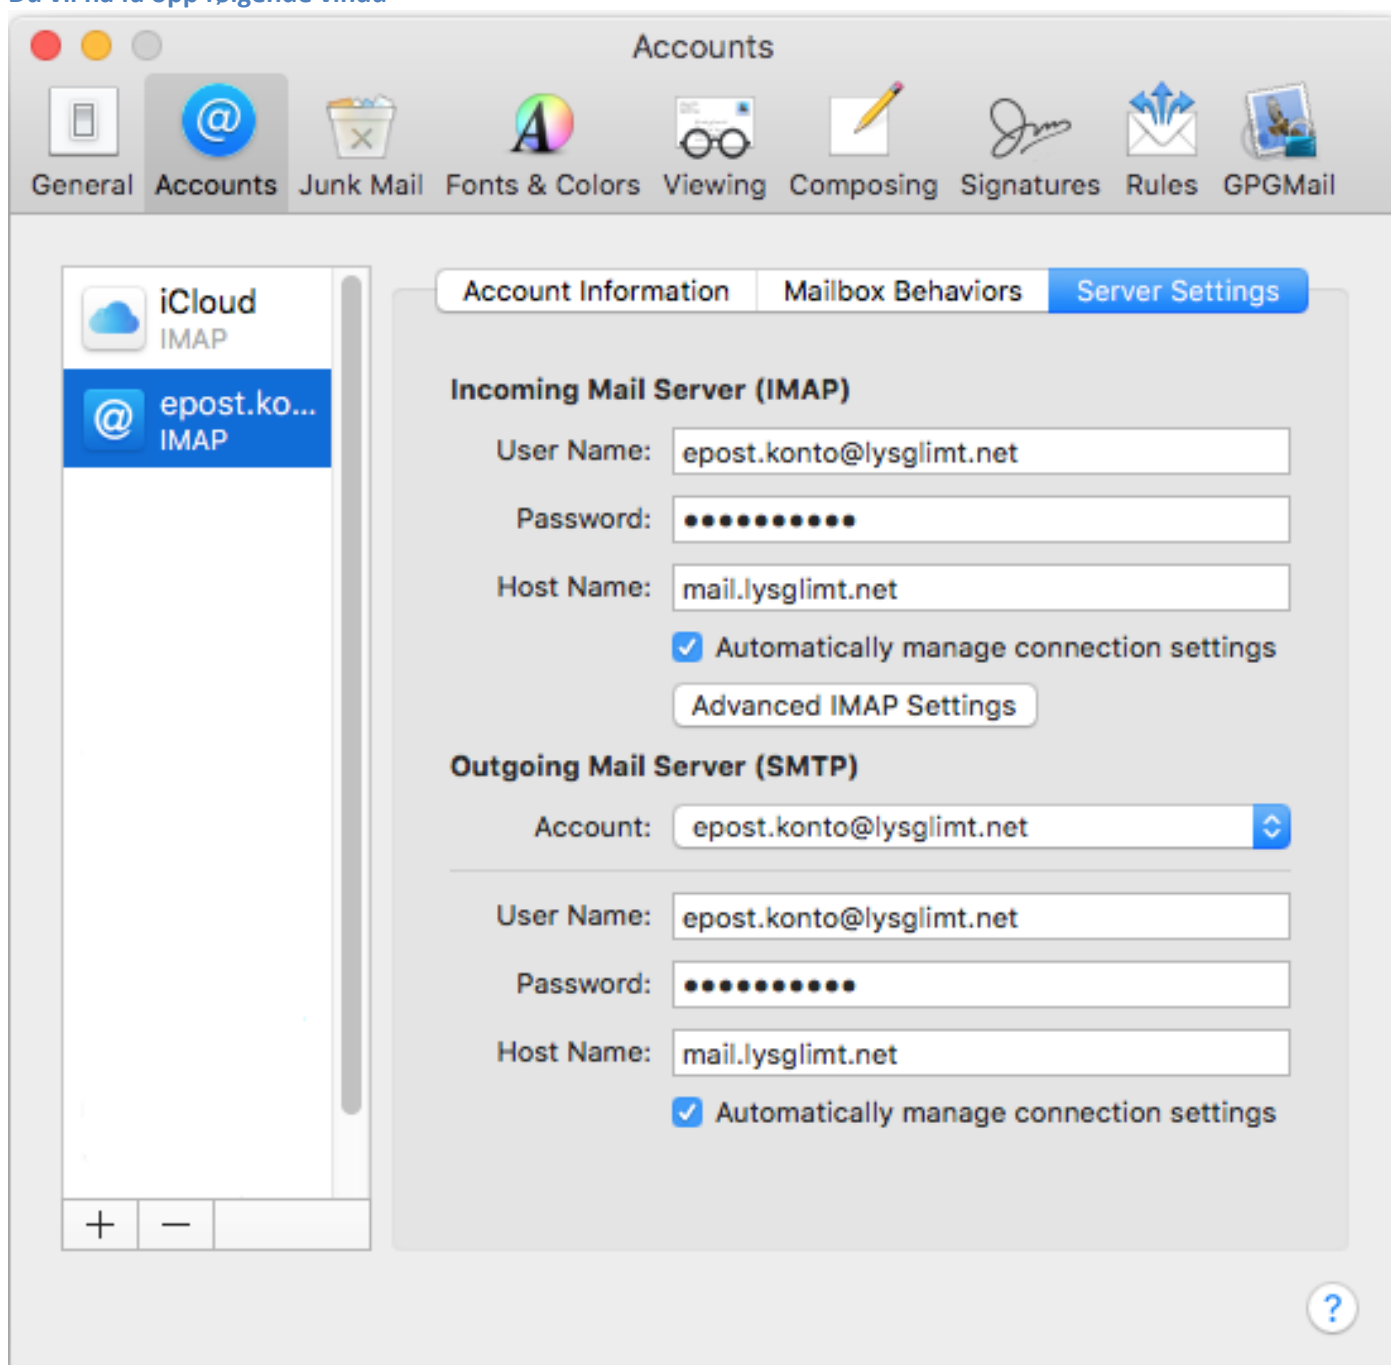 opp følgende
Accounts
General Accounts Junk Mail Fonts & Colors Viewing Composing Signatures Rules GPGMail
iCloud
IMAP
epost.ko...
IMAP
Account Information Mailbox Behaviors Server Settings
Incoming Mail Server (IMAP)
User Name: epost.konto@lysglimt.net
Password: ••••••••••
Host Name: mail.lysglimt.net
Automatically manage connection settings
Advanced IMAP Settings
Outgoing Mail Server (SMTP)
Account: epost.konto@lysglimt.net
User Name: epost.konto@lysglimt.net
Password: ••••••••••
Host Name: mail.lysglimt.net
Automatically manage connection settings
+ −
?